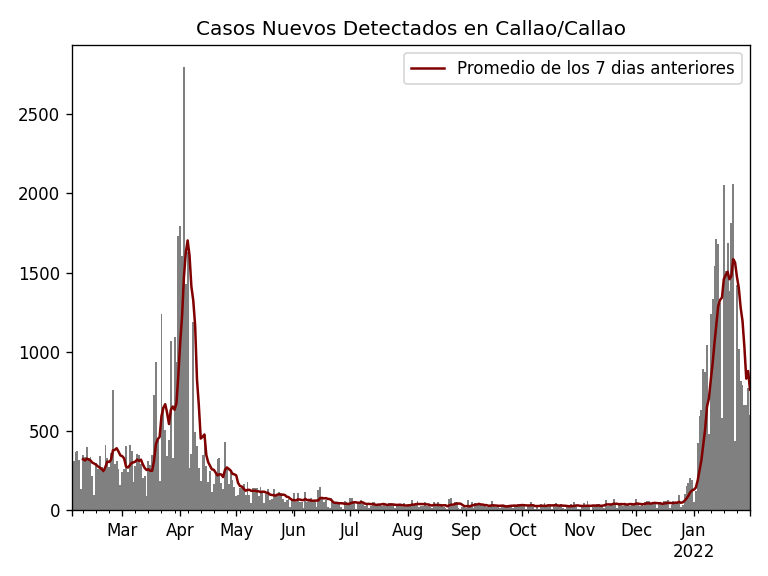 Casos Nuevos Detectados en Callao/Callao
Promedio de los 7 dias anteriores
2500
2000
1500
1000
500
0
Mar Apr May Jun Jul Aug Sep Oct Nov Dec Jan
2022